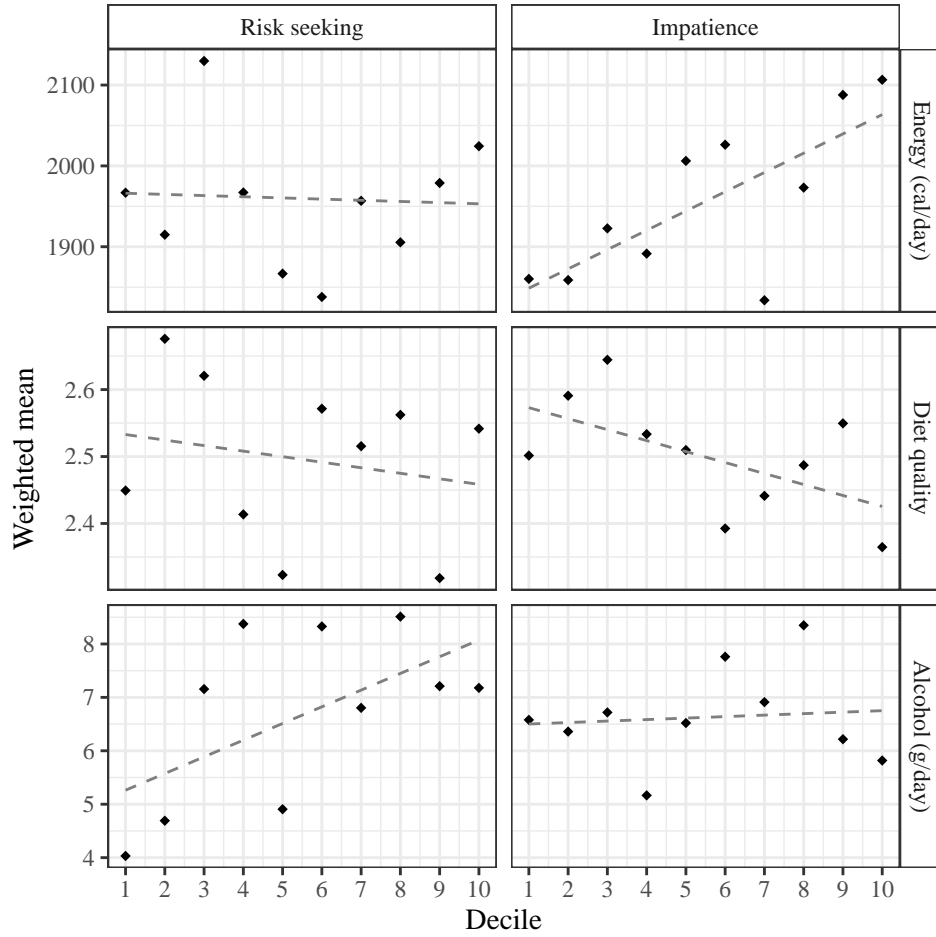 Risk seeking
Impatience
2100
2000
1900
Energy (cal/day)
Weighted mean
2.6
2.5
2.4
Diet quality
8
7
6
5
4
Alcohol (g/day)
1 2 3 4 5 6 7 8 9 10
1 2 3 4 5 6 7 8 9 10
Decile